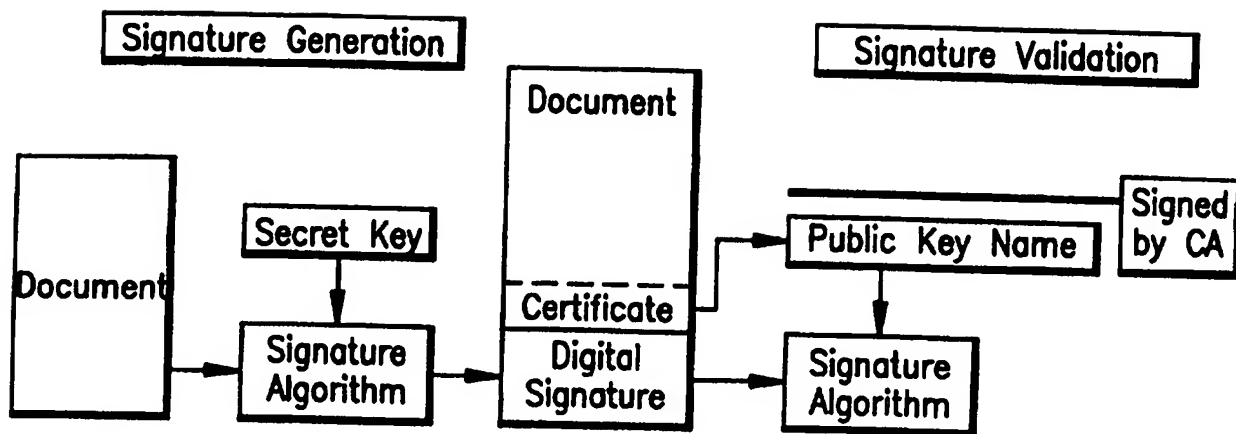 Signature Generation
Signature Validation
Document
Document
Secret Key
Signature
Algorithm
Certificate
Digital
Signature
Public Key Name
Signed
by CA
Signature
Algorithm